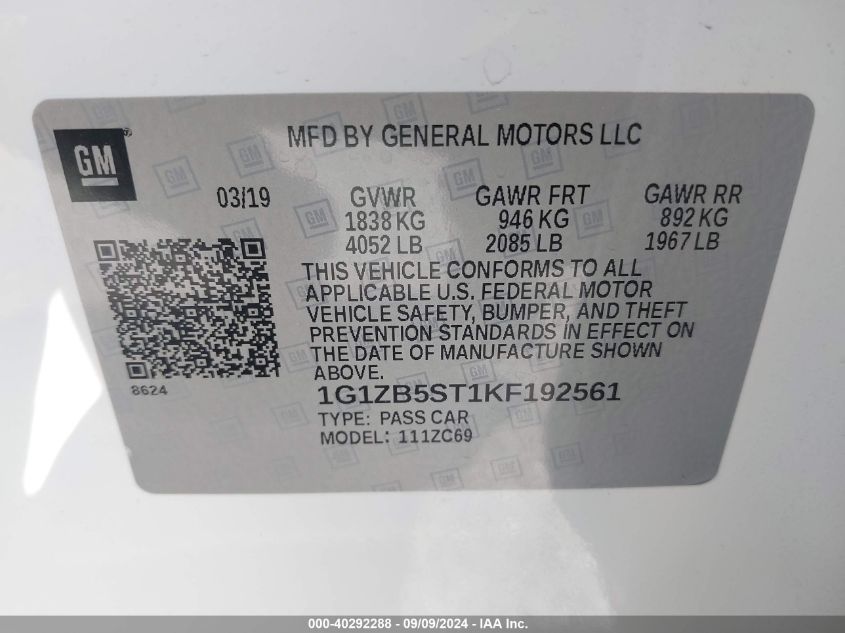 GM
MFD BY GENERAL MOTORS LLC
03/19 GVWR GAWR FRT GAWR RR
1838 KG 946 KG 892 KG
4052 LB 2085 LB 1967 LB
THIS VEHICLE CONFORMS TO ALL
APPLICABLE U.S. FEDERAL MOTOR
VEHICLE SAFETY, BUMPER, AND THEFT
PREVENTION STANDARDS IN EFFECT ON
THE DATE OF MANUFACTURE SHOWN
ABOVE.
8624
1G1ZB5ST1KF192561
TYPE: PASS CAR
MODEL: 111ZC69
000-40292288 - 09/09/2024 - IAA Inc.